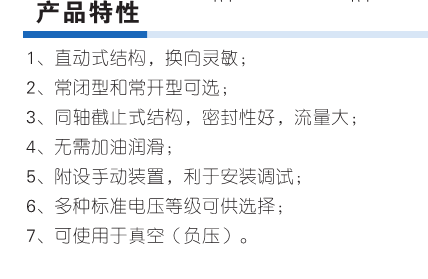 产品特性
1、直动式结构，换向灵敏；
2、常闭型和常开型可选；
3、同轴截止式结构，密封性好，流量大；
4、无需加油润滑；
5、附设手动装置，利于安装调试；
6、多种标准电压等级可供选择；
7、可使用于真空（负压）。